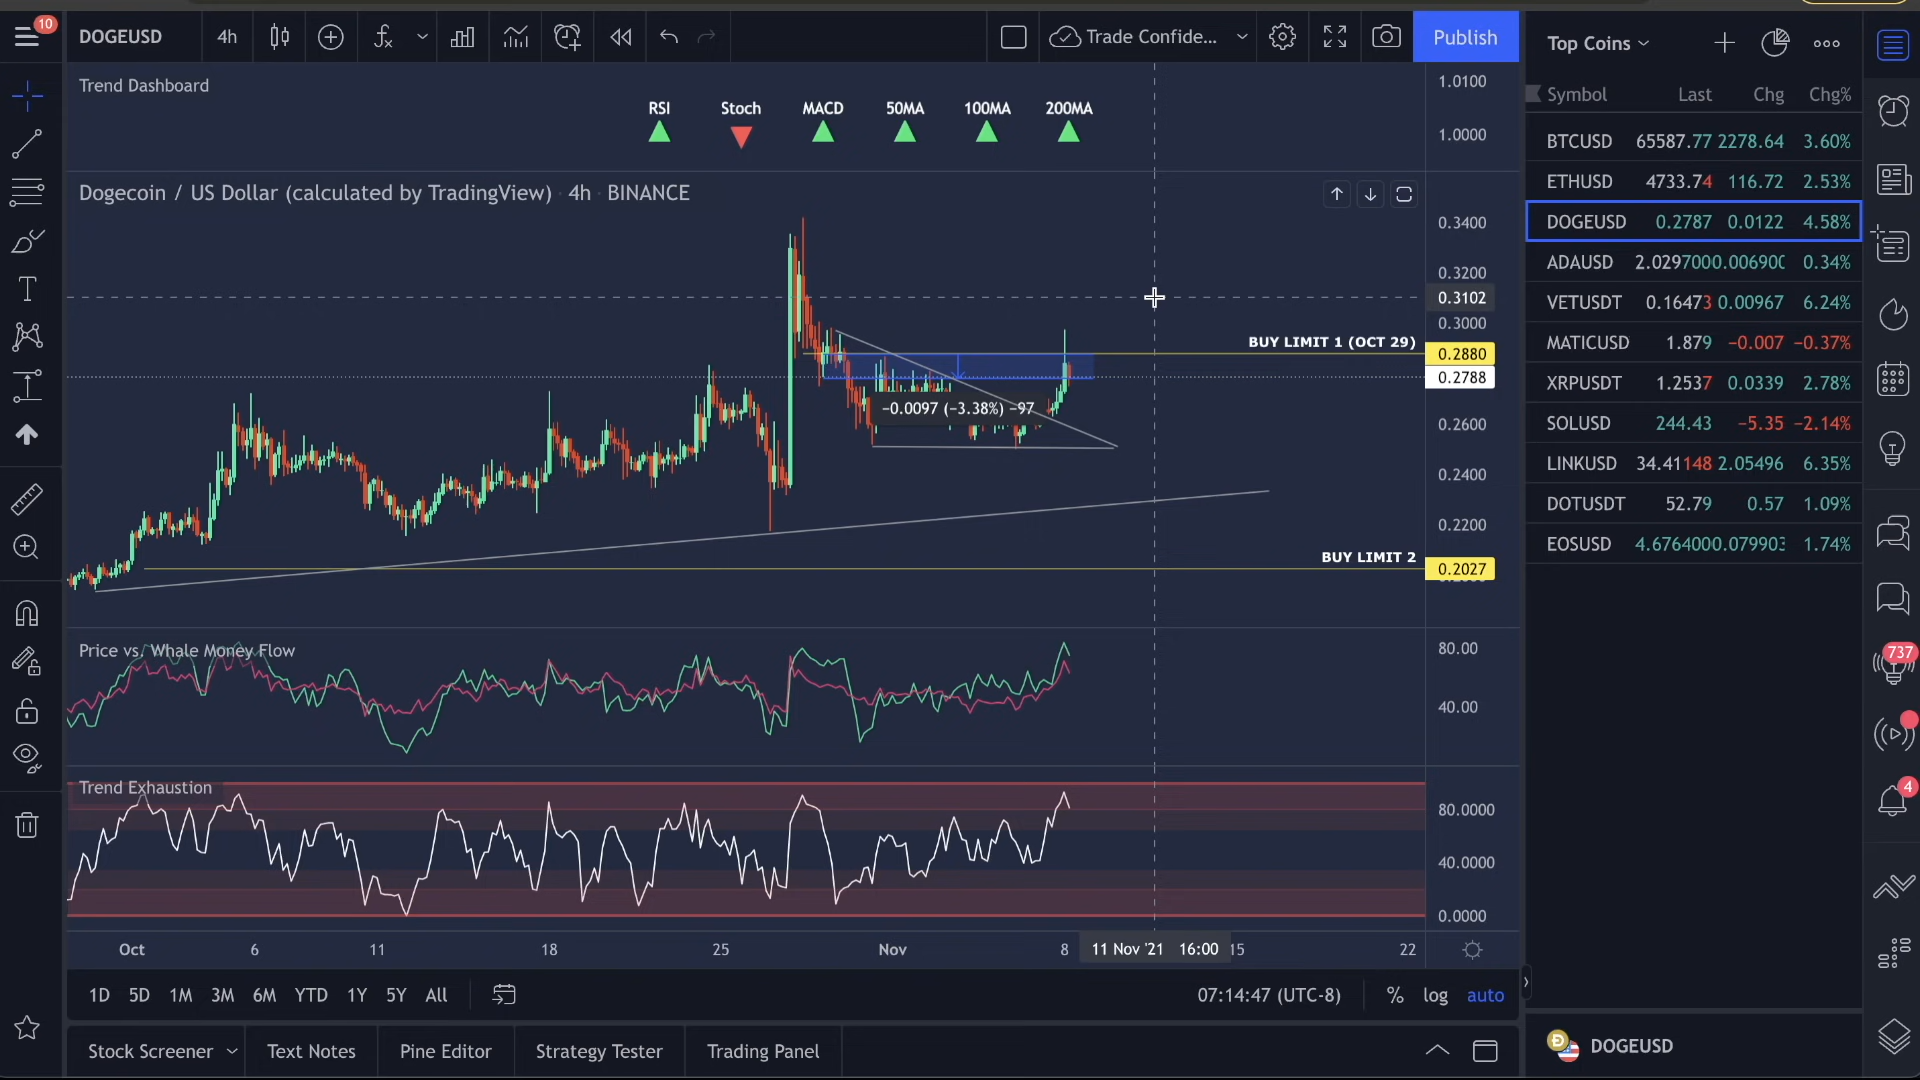 10
DOGEUSD
4h
Trade Confide...
Publish
Top Coins
Trend Dashboard
RSI Stoch MACD 50MA 100MA 200MA
1.0100
1.0000
Dogecoin / US Dollar (calculated by TradingView) · 4h · BINANCE
0.3400
0.3200
0.3102
0.3000
BUY LIMIT 1 (OCT 29)
0.2880
0.2788
−0.0097 (−3.38%) −97
0.2600
0.2400
0.2200
BUY LIMIT 2
0.2027
Price vs. Whale Money Flow
80.00
40.00
Trend Exhaustion
80.0000
40.0000
0.0000
Oct 6 11 18 25 Nov 8 11 Nov '21 16:00 15 22
1D 5D 1M 3M 6M YTD 1Y 5Y All
07:14:47 (UTC-8)
% log auto
Stock Screener
Text Notes
Pine Editor
Strategy Tester
Trading Panel
Symbol Last Chg Chg%
BTCUSD 65587.77 2278.64 3.60%
ETHUSD 4733.74 116.72 2.53%
DOGEUSD 0.2787 0.0122 4.58%
ADAUSD 2.0297000.00690( 0.34%
VETUSDT 0.16473 0.00967 6.24%
MATICUSD 1.879 −0.007 −0.37%
XRPUSDT 1.2537 0.0339 2.78%
SOLUSD 244.43 −5.35 −2.14%
LINKUSD 34.41148 2.05496 6.35%
DOTUSDT 52.79 0.57 1.09%
EOSUSD 4.6764000.079903 1.74%
737
4
DOGEUSD